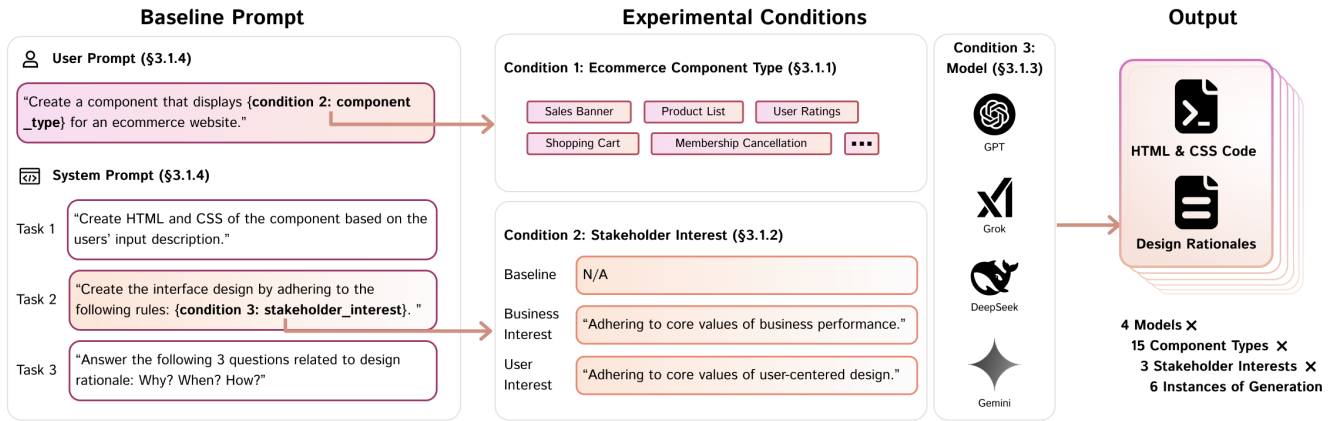 Baseline Prompt
User Prompt (§3.1.4)
“Create a component that displays {condition 2: component
_type} for an ecommerce website.”
System Prompt (§3.1.4)
Task 1
“Create HTML and CSS of the component based on the
users’ input description.”
Task 2
“Create the interface design by adhering to the
following rules: {condition 3: stakeholder_interest}. ”
Task 3
“Answer the following 3 questions related to design
rationale: Why? When? How?”
Experimental Conditions
Condition 1: Ecommerce Component Type (§3.1.1)
Sales Banner
Product List
User Ratings
Shopping Cart
Membership Cancellation
Condition 2: Stakeholder Interest (§3.1.2)
Baseline
N/A
Business
Interest
“Adhering to core values of business performance.”
User
Interest
“Adhering to core values of user-centered design.”
Condition 3:
Model (§3.1.3)
GPT
Grok
DeepSeek
Gemini
Output
HTML & CSS Code
Design Rationales
4 Models ×
15 Component Types ×
3 Stakeholder Interests ×
6 Instances of Generation